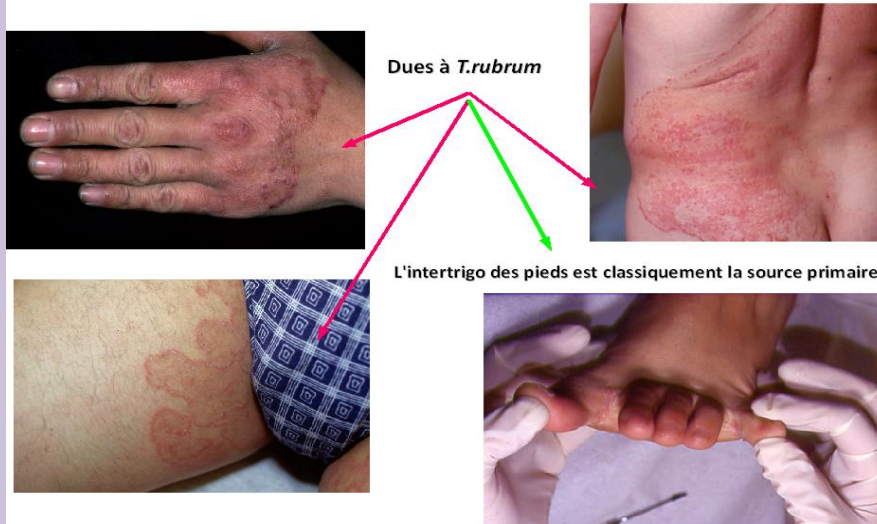 Dues à T.rubrum
L'intertrigo des pieds est classiquement la source primaire